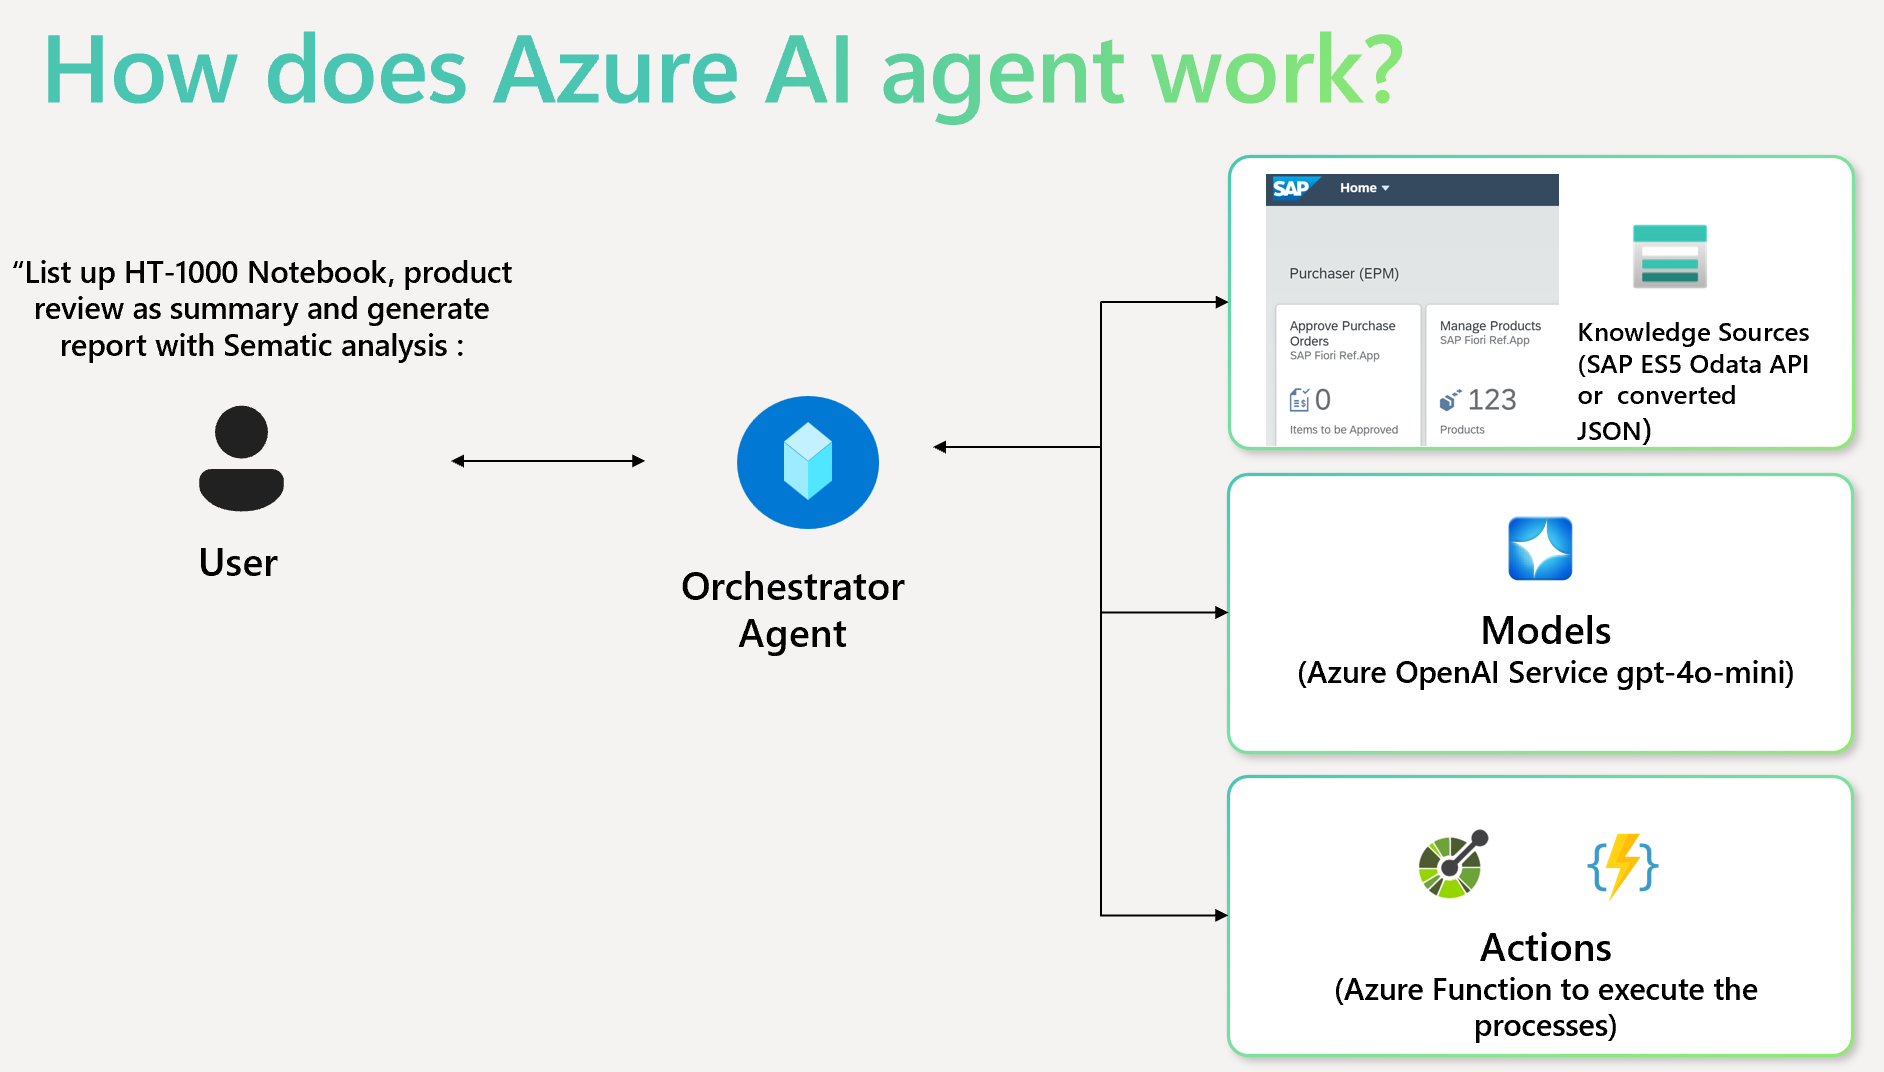 How does Azure AI agent work?
“List up HT-1000 Notebook, product
review as summary and generate
report with Sematic analysis :
User
Orchestrator
Agent
SAP Home
Purchaser (EPM)
Approve Purchase
Orders
SAP Fiori Ref.App
0
Items to be Approved
Manage Products
SAP Fiori Ref.App
123
Products
Knowledge Sources
(SAP ES5 Odata API
or converted
JSON)
Models
(Azure OpenAI Service gpt-4o-mini)
Actions
(Azure Function to execute the
processes)